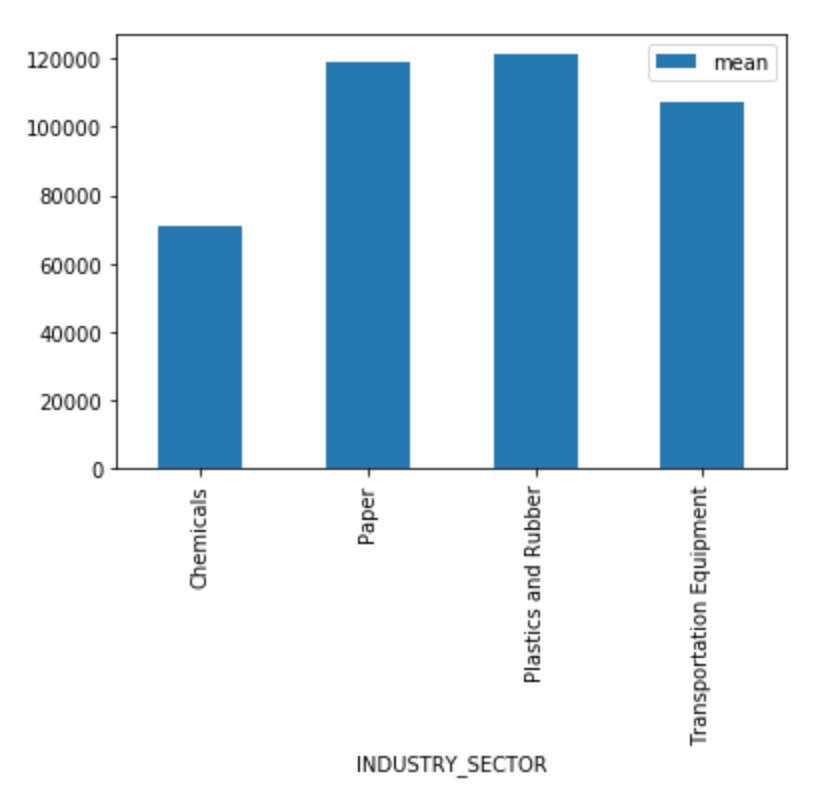 120000
mean
100000
80000
60000
40000
20000
0
Chemicals
Paper
Plastics and Rubber
Transportation Equipment
INDUSTRY_SECTOR